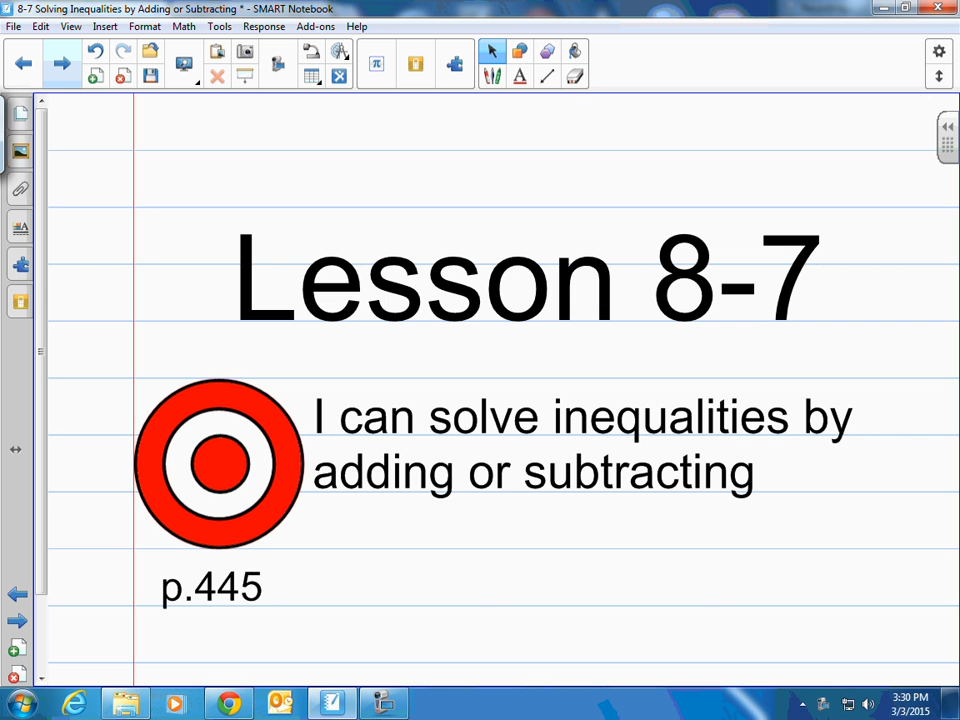 8-7 Solving Inequalities by Adding or Subtracting * - SMART Notebook
File Edit View Insert Format Math Tools Response Add-ons Help
Lesson 8-7
I can solve inequalities by
adding or subtracting
p.445
3:30 PM
3/3/2015